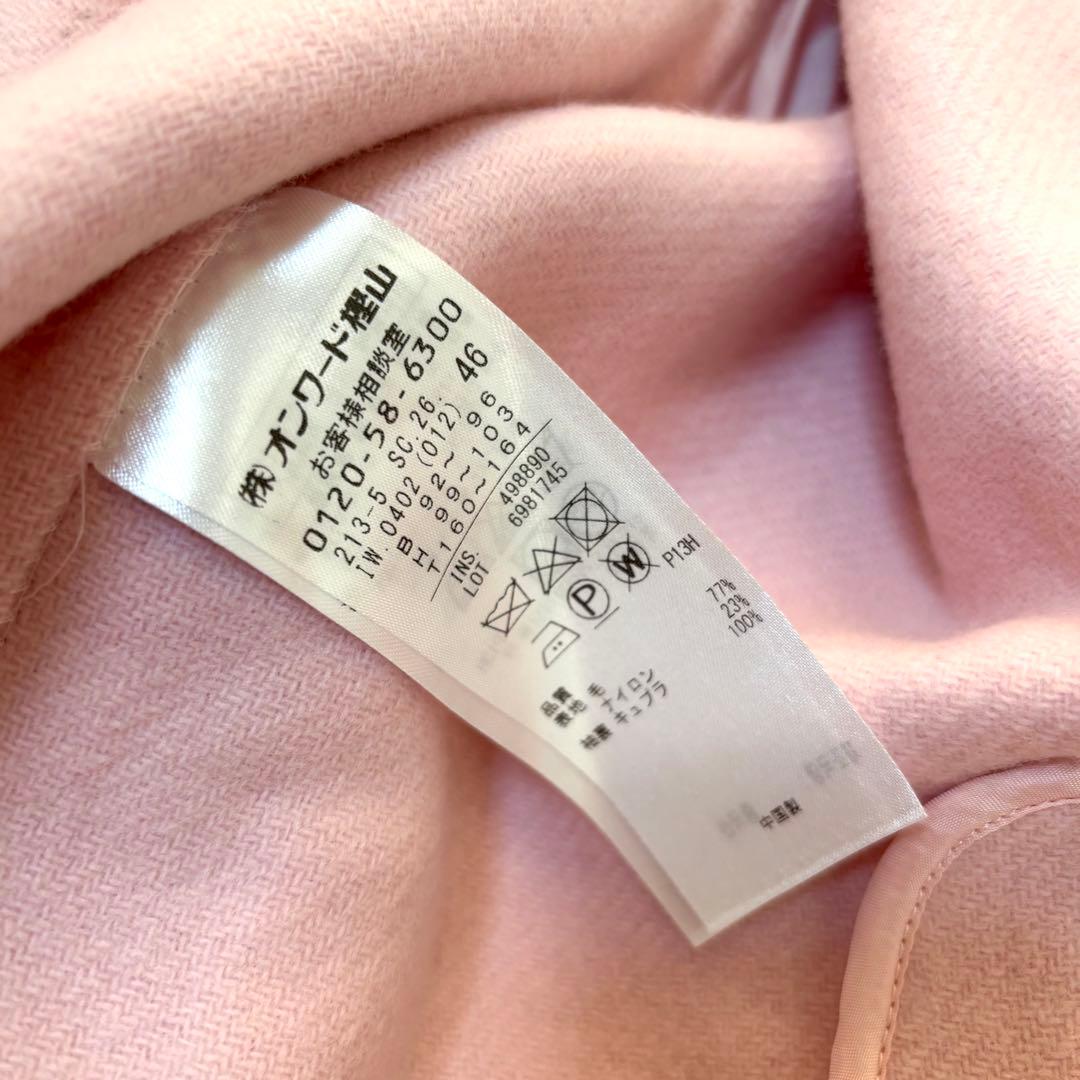 (株)オンワード樫山
お客様相談室
0120-58-6300
213-5 SC.26.
IW.0402(012) 46
B 92～ 96
H 99～103
T 160～164
INS. 498890
LOT 6981745
P W P13H
品質
表地 毛 77%
ナイロン 23%
袖裏 キュプラ 100%
中国製